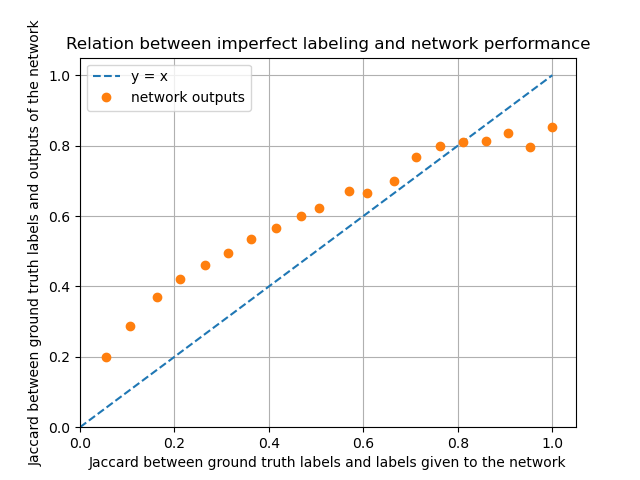 Relation between imperfect labeling and network performance
Jaccard between ground truth labels and outputs of the network
1.0
0.8
0.6
0.4
0.2
0.0
y = x
network outputs
0.0 0.2 0.4 0.6 0.8 1.0
Jaccard between ground truth labels and labels given to the network